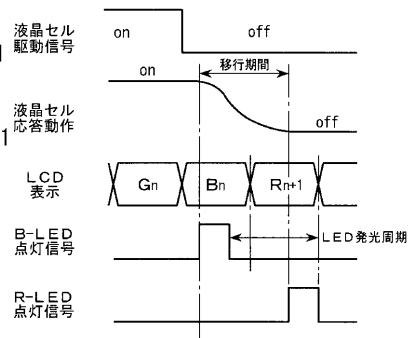 液晶セル
駆動信号
on
off
on
移行期間
液晶セル
応答動作
off
1
LCD
表示
Gn
Bn
Rn+1
B-LED
点灯信号
LED発光周期
R-LED
点灯信号